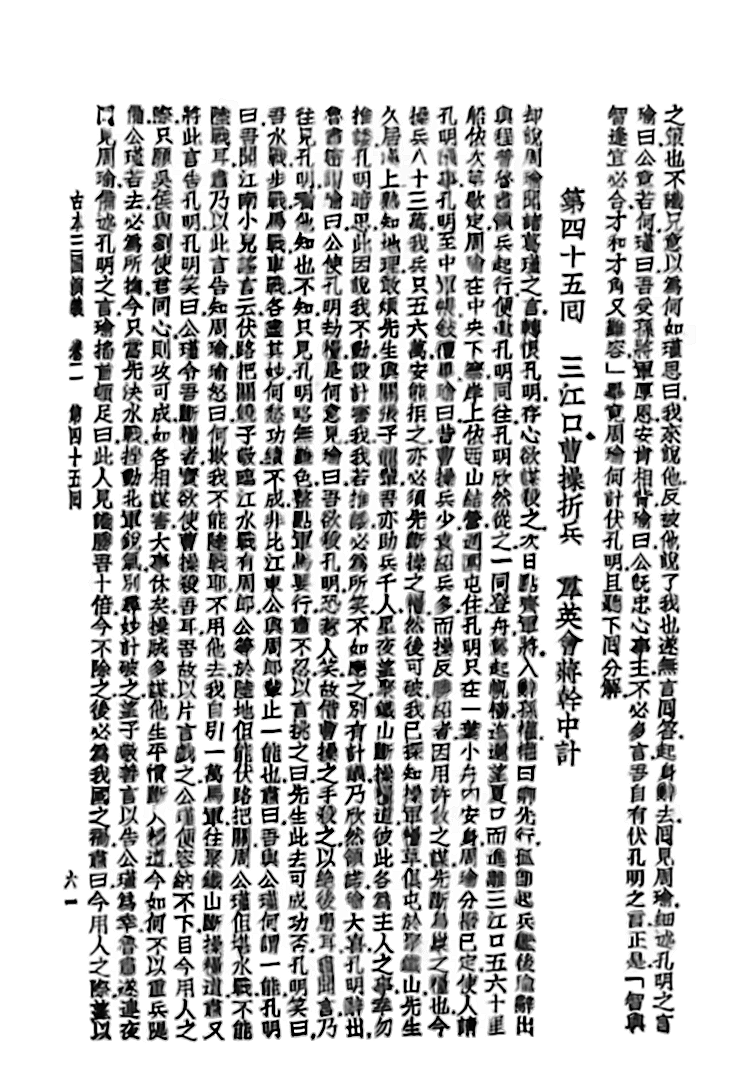 之策也不識兄意以為何如瑾思曰我來說他反被他說了我也遂無言回答起身辭去回見周瑜細述孔明之言
瑜曰公意若何瑾曰吾受孫將軍厚恩安肯相背瑜曰公既忠心事主不必多言吾自有伏孔明之言正是「智與
智逢宜必合才和才角又難容」畢竟周瑜何計伏孔明且聽下回分解
第四十五回　三江口曹操折兵　羣英會蔣幹中計
却說周瑜聞諸葛瑾之言轉恨孔明存心欲謀殺之次日點齊軍將入辭孫權權曰卿先行孤即起兵繼後瑜辭出
與程普魯肅領兵起行便邀孔明同往孔明欣然從之一同登舟駕起帆檣迤邐望夏口而進離三江口五六十里
船依次第歇定周瑜在中央下寨岸上依西山結營週圍屯住孔明只在一葉小舟內安身周瑜分撥已定使人請
孔明議事孔明至中軍帳敘禮畢瑜曰昔曹操兵少袁紹兵多而操反勝紹者因用許攸之謀先斷烏巢之糧也今
操兵八十三萬我兵只五六萬安能拒之亦必須先斷操之糧然後可破我已探知操軍糧草俱屯於聚鐵山先生
久居漢上熟知地理敢煩先生與關張子龍輩吾亦助兵千人星夜望聚鐵山斷操糧道彼此各為主人之事幸勿
推諉孔明暗思此因說我不動設計害我我若推諉必為所笑不如應之別有計議乃欣然領諾瑜大喜孔明辭出
魯肅密謂瑜曰公使孔明劫糧是何意見瑜曰吾欲殺孔明恐惹人笑故借曹操之手殺之以絕後患耳肅聞言乃
往見孔明看他知也不知只見孔明略無難色整點軍馬要行肅不忍以言挑之曰先生此去可成功否孔明笑曰
吾水戰步戰馬戰車戰各盡其妙何愁功績不成非比江東公與周郎輩止一能也肅曰吾與公瑾何謂一能孔明
曰吾聞江南小兒謠言云伏路把關饒子敬臨江水戰有周郎公等於陸地但能伏路把關周公瑾但堪水戰不能
陸戰耳肅乃以此言告知周瑜瑜怒曰何欺我不能陸戰耶不用他去我自引一萬馬軍往聚鐵山斷操糧道肅又
將此言告孔明孔明笑曰公瑾令吾斷糧者實欲使曹操殺吾耳吾故以片言戲之公瑾便容納不下目今用人之
際只願吳侯與劉使君同心則攻可成如各相謀害大事休矣操賊多謀他生平慣斷人糧道今如何不以重兵隄
備公瑾若去必為所擒今只當先決水戰挫動北軍銳氣別尋妙計破之望子敬善言以告公瑾為幸魯肅遂連夜
回見周瑜備述孔明之言瑜搖首頓足曰此人見識勝吾十倍今不除之後必為我國之禍肅曰今用人之際望以
古本三國演義　卷二　第四十五回　六一